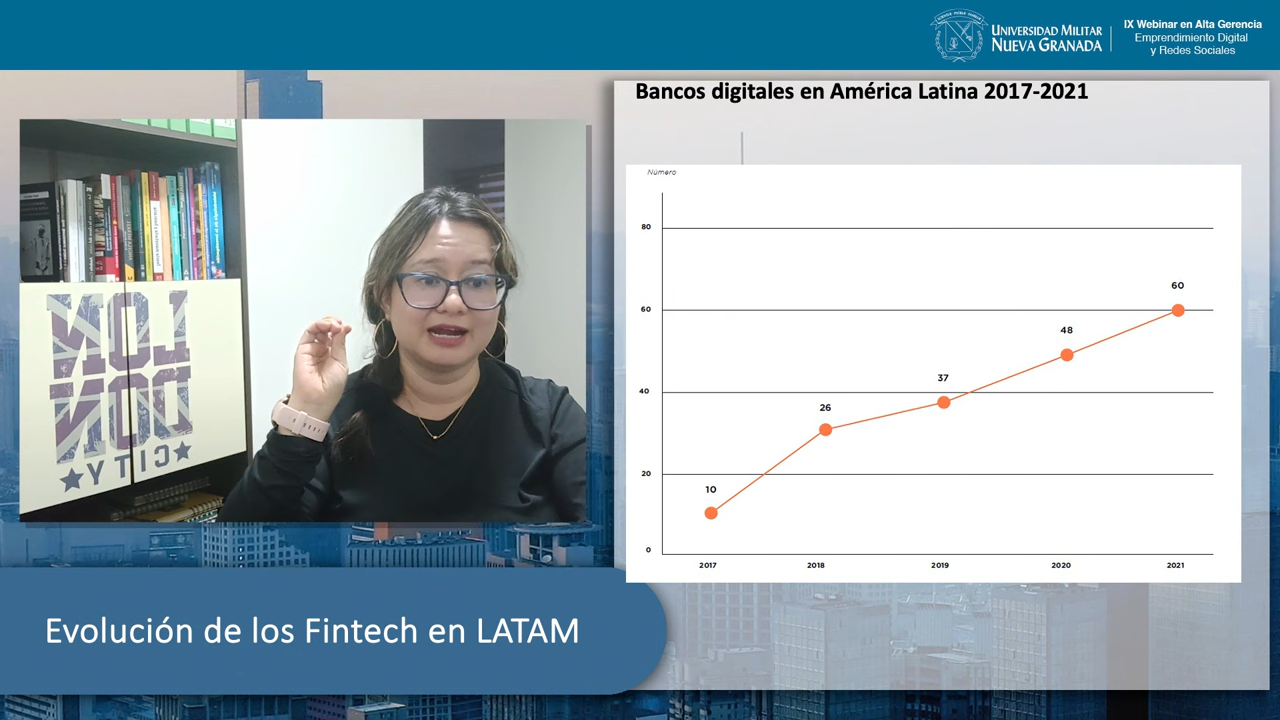 UNIVERSIDAD MILITAR
NUEVA GRANADA
IX Webinar en Alta Gerencia
Emprendimiento Digital
y Redes Sociales
Bancos digitales en América Latina 2017-2021
Número
80
60
40
20
0
10
26
37
48
60
2017
2018
2019
2020
2021
LON
DON
CITY
Evolución de los Fintech en LATAM